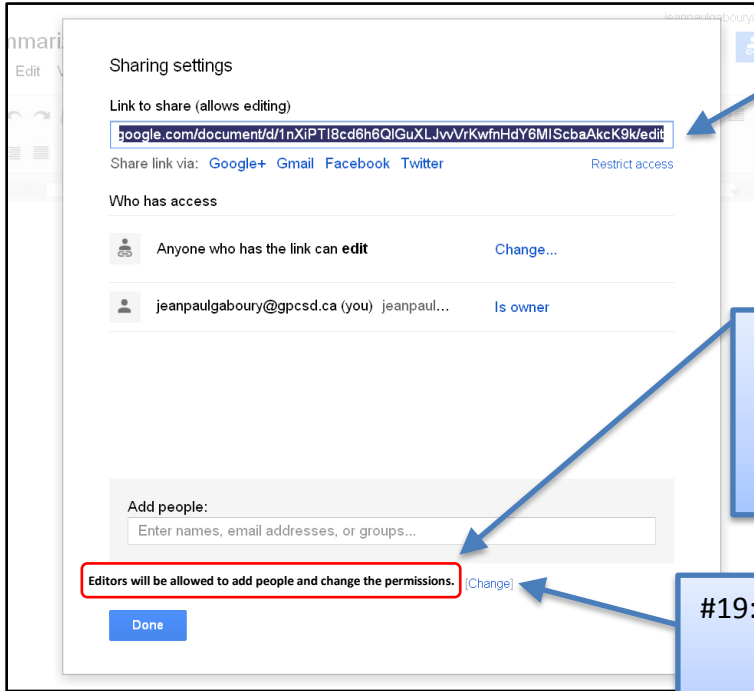 jeanpaulgaboury
Edit
Sharing settings
Link to share (allows editing)
google.com/document/d/1nXiPTI8cd6h6QIGuXLJvvVrKwfnHdY6MIScbaAkcK9k/edit
Share link via: Google+ Gmail Facebook Twitter Restrict access
Who has access
Anyone who has the link can edit Change...
jeanpaulgaboury@gpcsd.ca (you) jeanpaul... Is owner
Add people:
Enter names, email addresses, or groups...
Editors will be allowed to add people and change the permissions. [Change]
Done
#19: